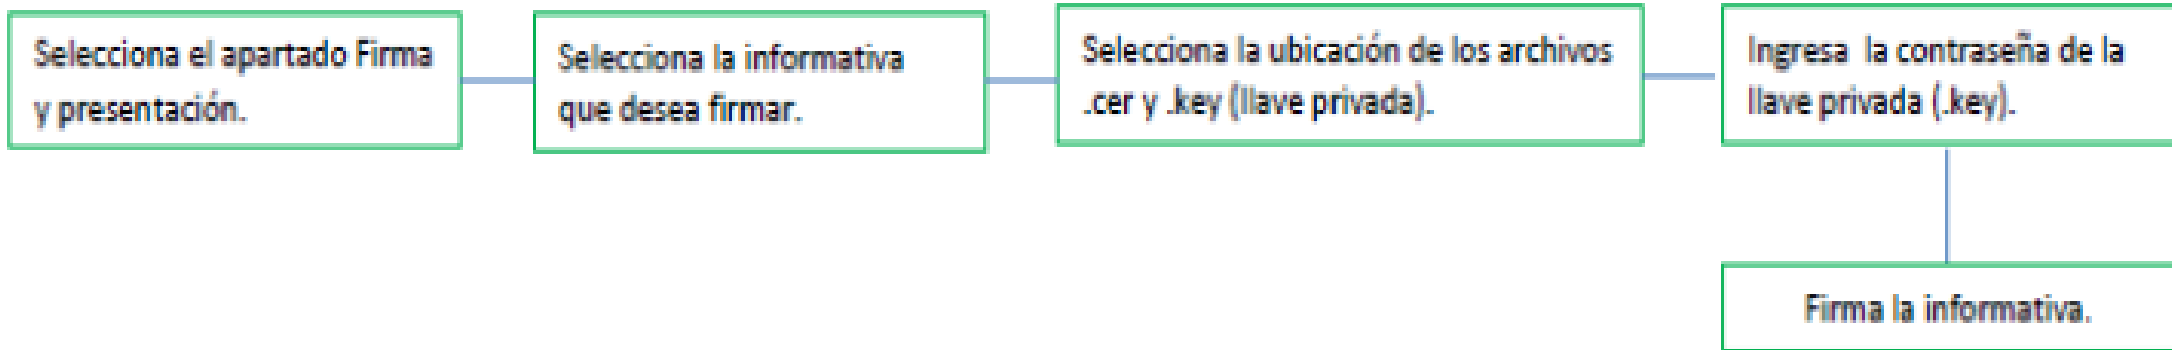 Selecciona el apartado Firma
y presentación.
Selecciona la informativa
que desea firmar.
Selecciona la ubicación de los archivos
.cer y .key (llave privada).
Ingresa  la contraseña de la
llave privada (.key).
Firma la informativa.